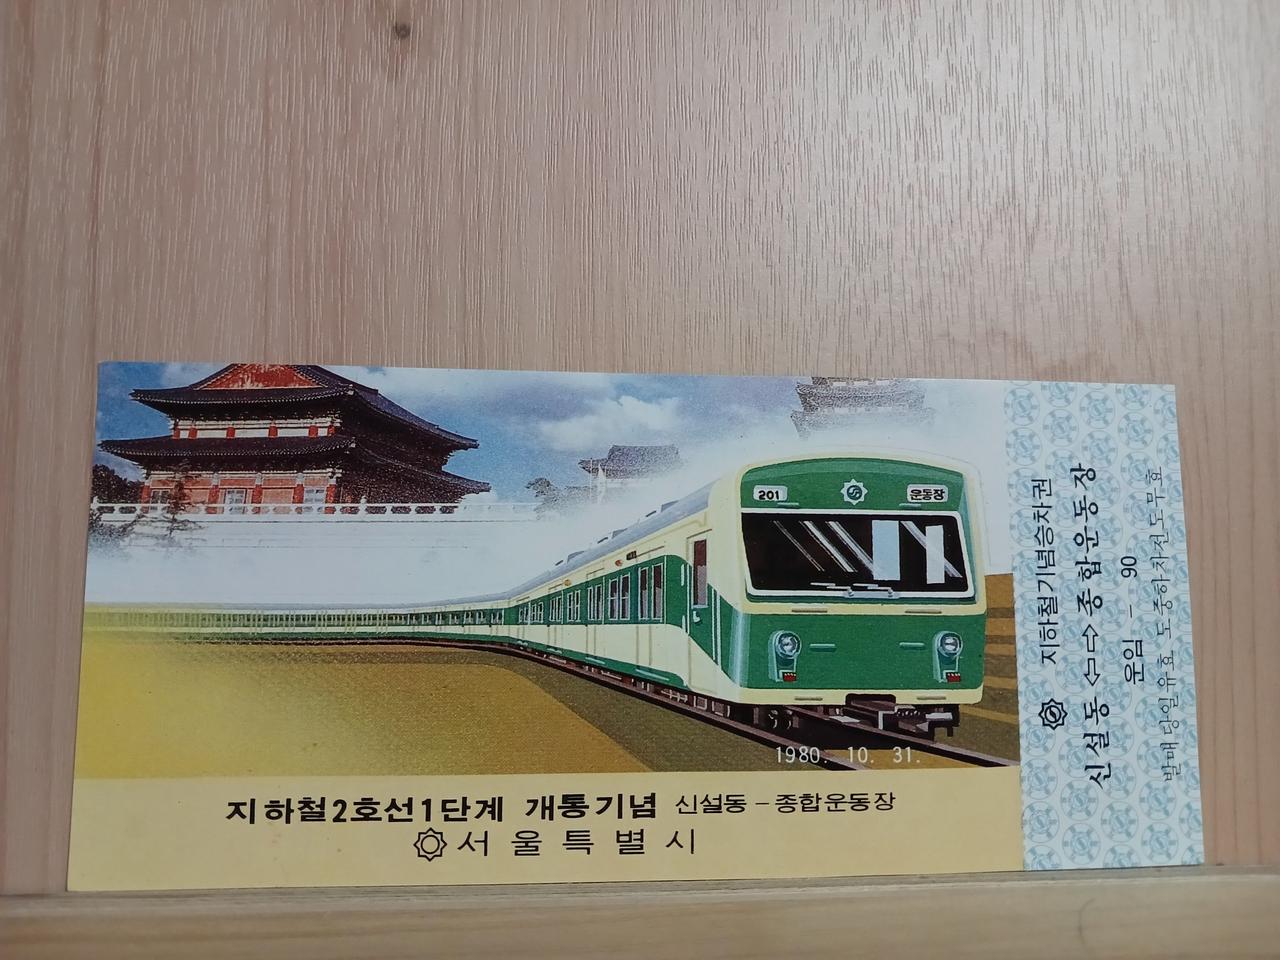 201
운동장
1980. 10. 31.
지하철2호선1단계 개통기념 신설동-종합운동장
서울특별시
지하철기념승차권
신설동⇔종합운동장
운임 - 90
발매당일유효 도중하차전도무효